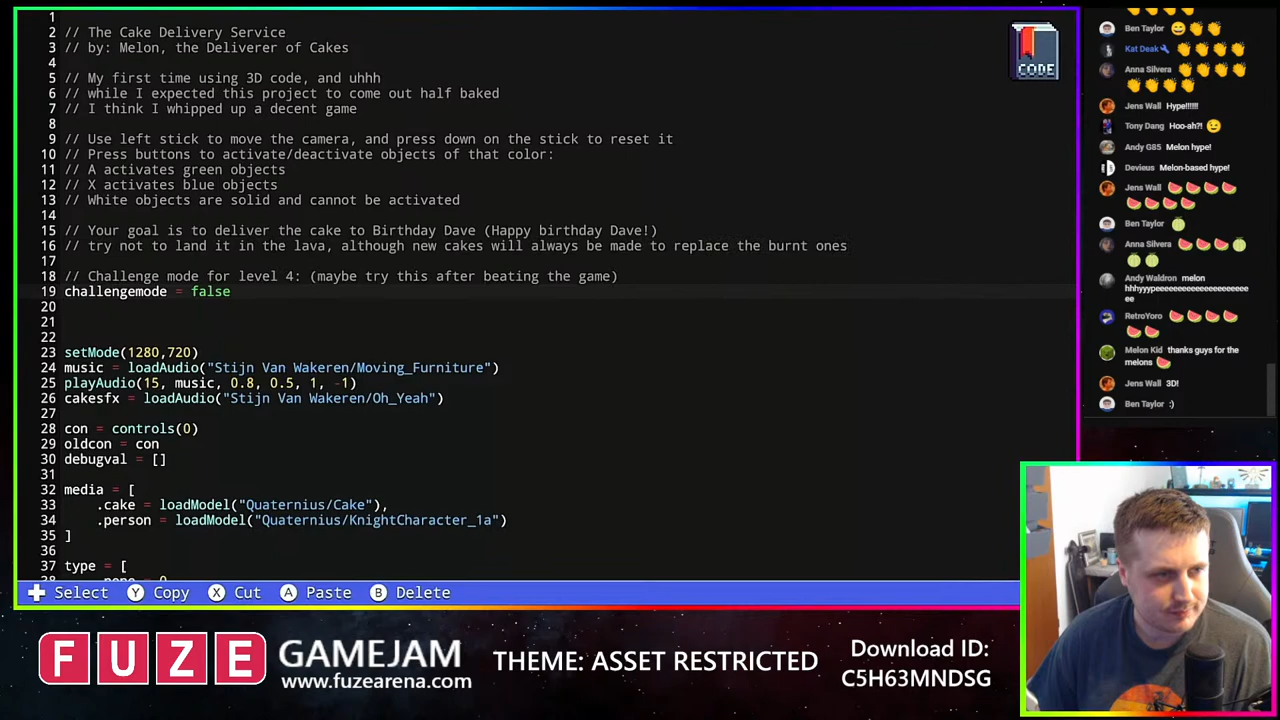 1
2 // The Cake Delivery Service
3 // by: Melon, the Deliverer of Cakes
4
5 // My first time using 3D code, and uhhh
6 // while I expected this project to come out half baked
7 // I think I whipped up a decent game
8
9 // Use left stick to move the camera, and press down on the stick to reset it
10 // Press buttons to activate/deactivate objects of that color:
11 // A activates green objects
12 // X activates blue objects
13 // White objects are solid and cannot be activated
14
15 // Your goal is to deliver the cake to Birthday Dave (Happy birthday Dave!)
16 // try not to land it in the lava, although new cakes will always be made to replace the burnt ones
17
18 // Challenge mode for level 4: (maybe try this after beating the game)
19 challengemode = false
20
21
22
23 setMode(1280,720)
24 music = loadAudio("Stijn Van Wakeren/Moving_Furniture")
25 playAudio(15, music, 0.8, 0.5, 1, -1)
26 cakesfx = loadAudio("Stijn Van Wakeren/Oh_Yeah")
27
28 con = controls(0)
29 oldcon = con
30 debugval = []
31
32 media = [
33 .cake = loadModel("Quaternius/Cake"),
34 .person = loadModel("Quaternius/KnightCharacter_1a")
35 ]
36
37 type = [
CODE
Select Y Copy X Cut A Paste B Delete
Ben Taylor
Kat Deak
Anna Silvera
Jens Wall Hype!!!!!!
Tony Dang Hoo-ah?!
Andy G85 Melon hype!
Devieus Melon-based hype!
Jens Wall
Ben Taylor
Anna Silvera
Andy Waldron melon
hhhyyypeeeeeeeeeeeeeeeeeee
ee
RetroYoro
Melon Kid thanks guys for the
melons
Jens Wall 3D!
Ben Taylor :)
FUZE GAMEJAM
www.fuzearena.com
THEME: ASSET RESTRICTED
Download ID:
C5H63MNDSG